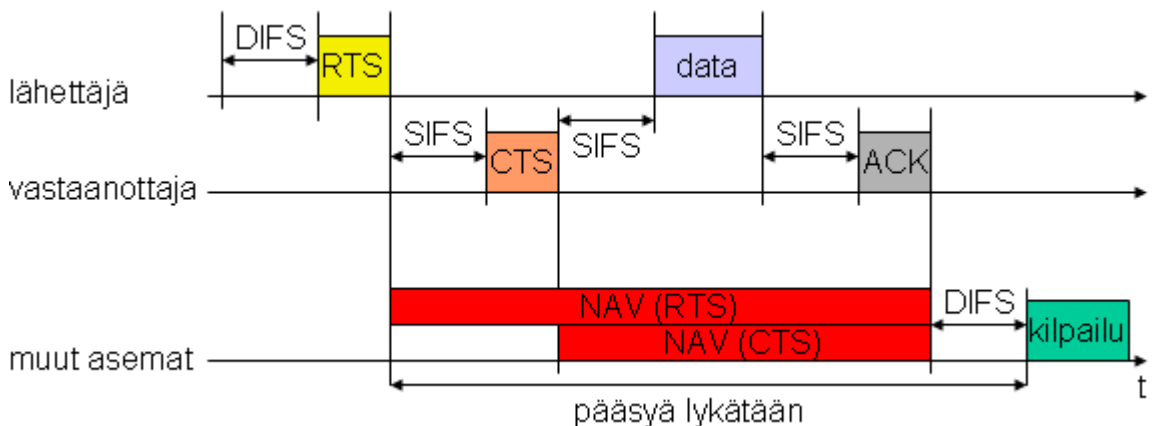 DIFS
RTS
data
lähettäjä
SIFS
CTS
SIFS
SIFS
ACK
vastaanottaja
NAV (RTS)
DIFS
NAV (CTS)
kilpailu
muut asemat
t
pääsyä lykätään